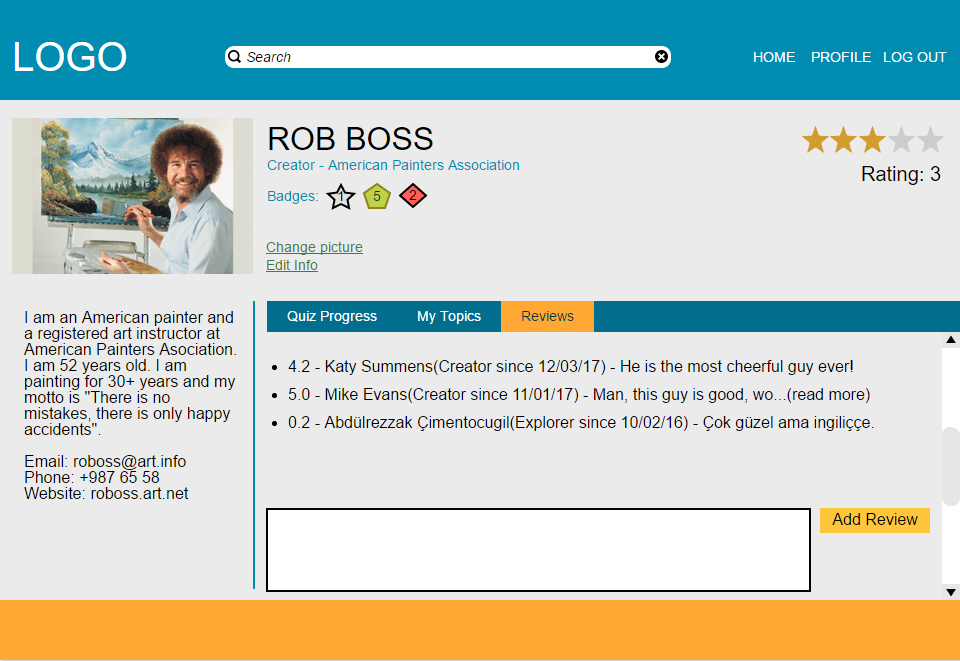 LOGO
Search
HOME PROFILE LOG OUT
ROB BOSS
Creator - American Painters Association
Badges: 1 5 2
Rating: 3
Change picture
Edit Info
I am an American painter and
a registered art instructor at
American Painters Asociation.
I am 52 years old. I am
painting for 30+ years and my
motto is "There is no
mistakes, there is only happy
accidents".
Email: roboss@art.info
Phone: +987 65 58
Website: roboss.art.net
Quiz Progress My Topics Reviews
• 4.2 - Katy Summens(Creator since 12/03/17) - He is the most cheerful guy ever!
• 5.0 - Mike Evans(Creator since 11/01/17) - Man, this guy is good, wo...(read more)
• 0.2 - Abdülrezzak Çimentocugil(Explorer since 10/02/16) - Çok güzel ama ingiliççe.
Add Review